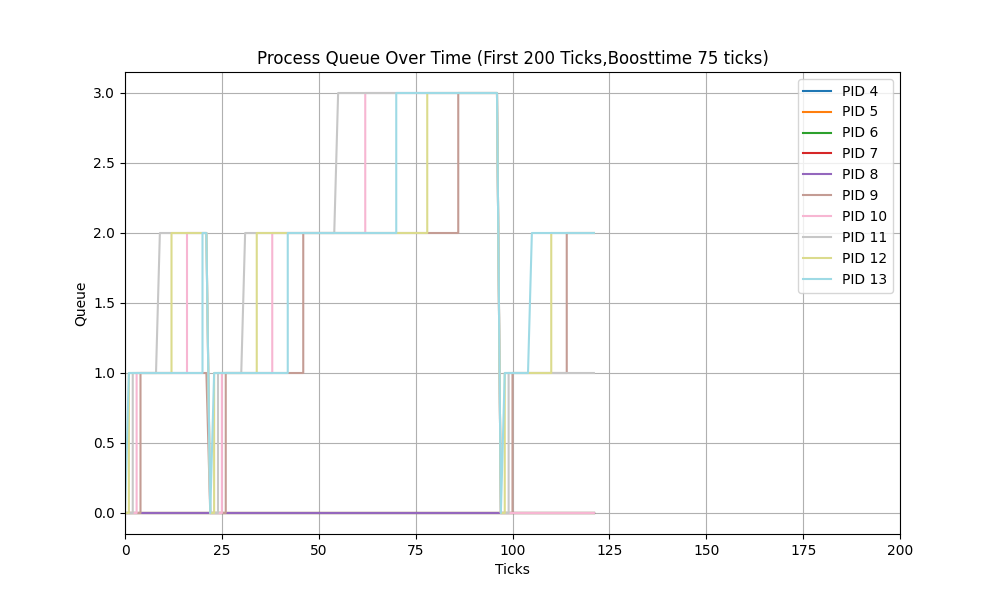 Process Queue Over Time (First 200 Ticks,Boosttime 75 ticks)
3.0
2.5
2.0
1.5
1.0
0.5
0.0
Queue
0 25 50 75 100 125 150 175 200
Ticks
PID 4
PID 5
PID 6
PID 7
PID 8
PID 9
PID 10
PID 11
PID 12
PID 13